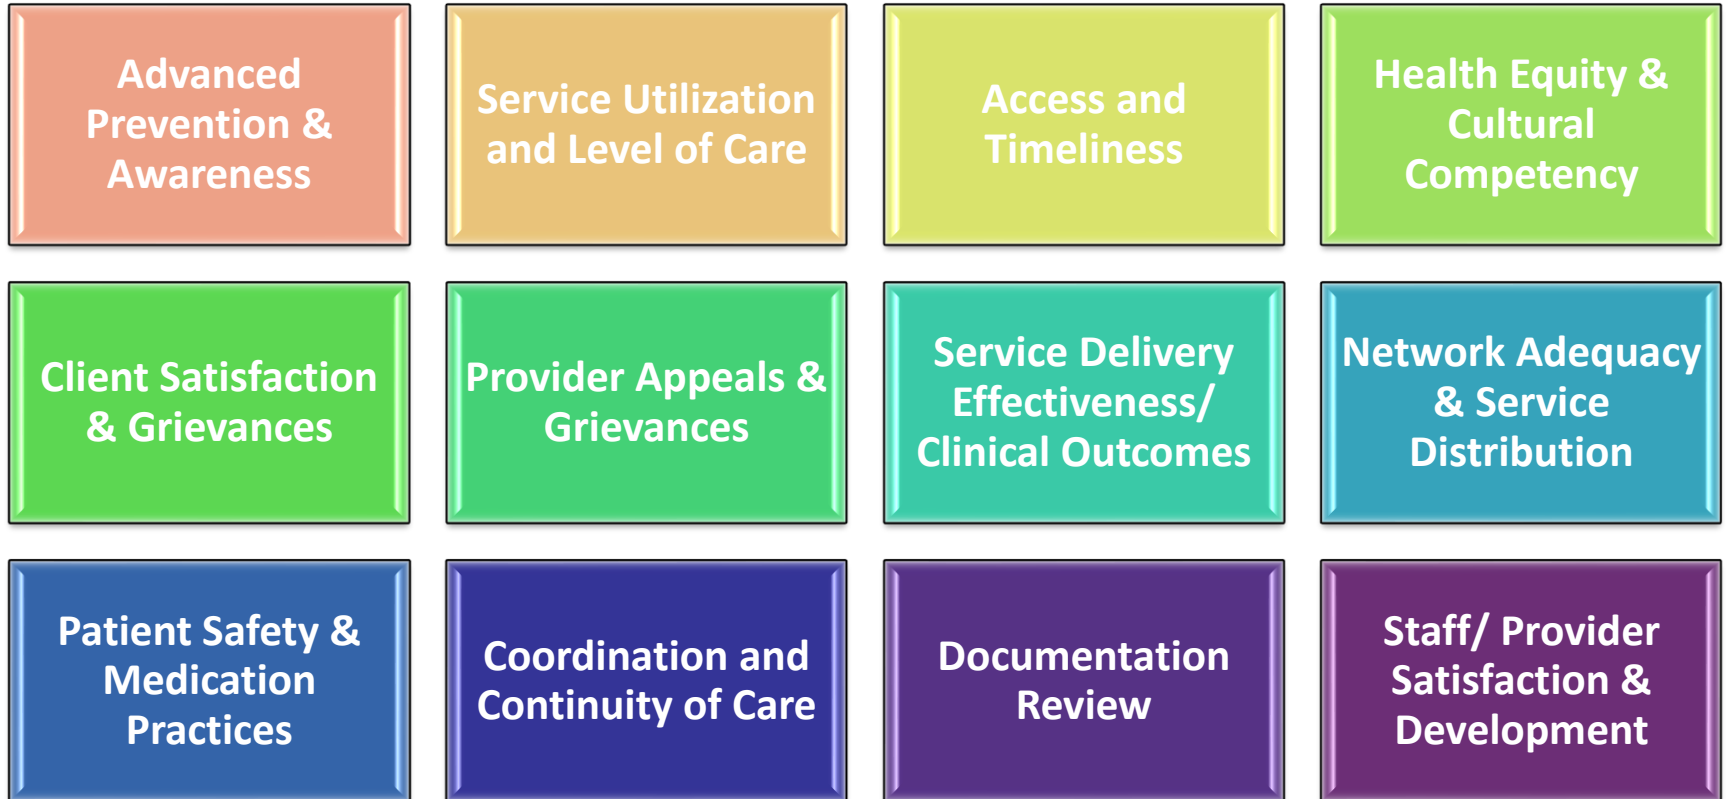 Advanced
Prevention &
Awareness
Service Utilization
and Level of Care
Access and
Timeliness
Health Equity &
Cultural
Competency
Client Satisfaction
& Grievances
Provider Appeals &
Grievances
Service Delivery
Effectiveness/
Clinical Outcomes
Network Adequacy
& Service
Distribution
Patient Safety &
Medication
Practices
Coordination and
Continuity of Care
Documentation
Review
Staff/ Provider
Satisfaction &
Development